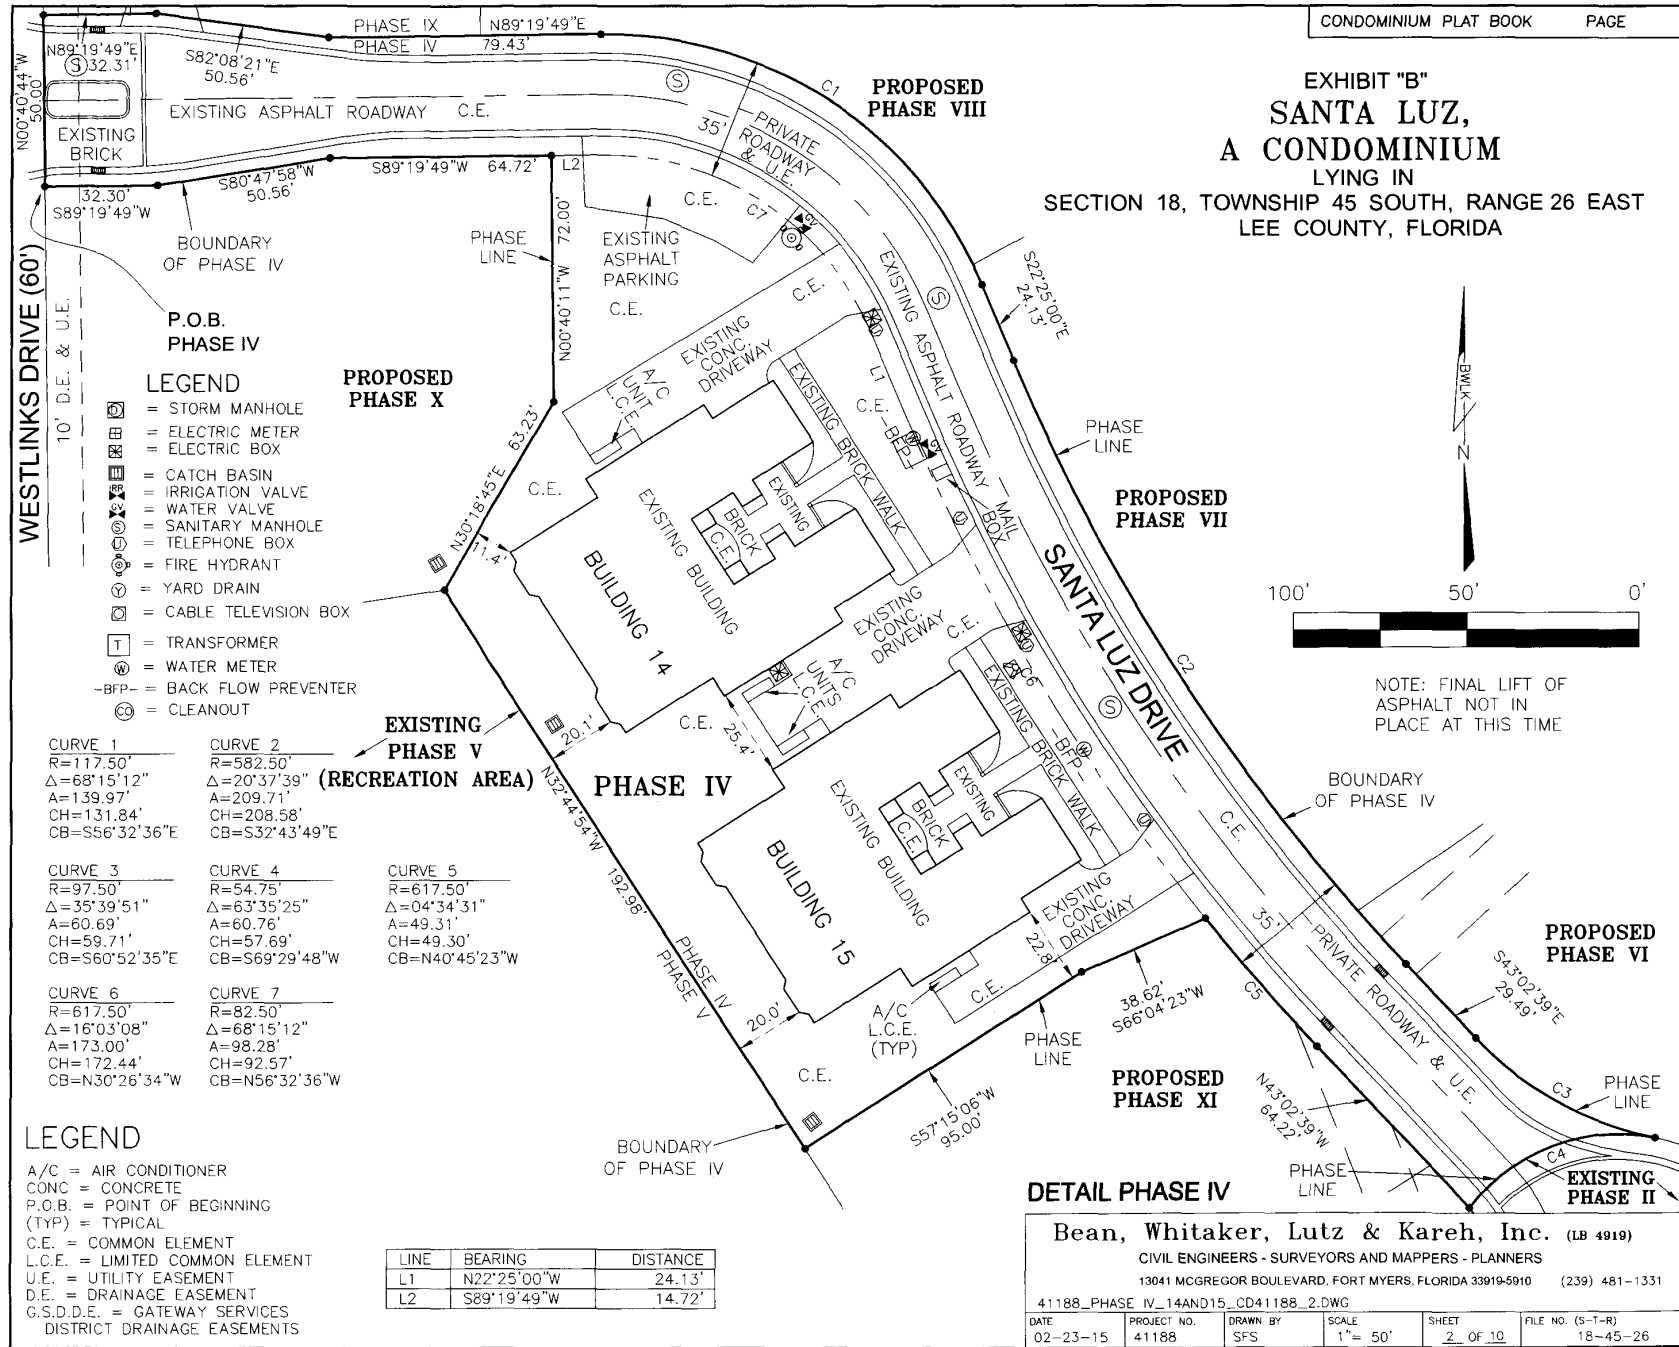 CONDOMINIUM PLAT BOOK PAGE
EXHIBIT "B"
SANTA LUZ,
A CONDOMINIUM
LYING IN
SECTION 18, TOWNSHIP 45 SOUTH, RANGE 26 EAST
LEE COUNTY, FLORIDA
PHASE IX
PHASE IV
N89°19'49"E
79.43'
N89°19'49"E
32.31'
S82°08'21"E
50.56'
N00°40'44"W
50.00'
EXISTING ASPHALT ROADWAY C.E.
EXISTING
BRICK
S89°19'49"W 64.72'
L2
S80°47'58"W
50.56'
32.30'
S89°19'49"W
BOUNDARY
OF PHASE IV
PHASE
LINE
N00°40'11"W 72.00'
EXISTING
ASPHALT
PARKING
C.E.
C.E.
C7
35'
PRIVATE
ROADWAY
& U.E.
C1
PROPOSED
PHASE VIII
GV
S
S
S22°25'00"E
24.13'
WESTLINKS DRIVE (60')
10' D.E. & U.E.
P.O.B.
PHASE IV
PROPOSED
PHASE X
LEGEND
= STORM MANHOLE
= ELECTRIC METER
= ELECTRIC BOX
= CATCH BASIN
IRR = IRRIGATION VALVE
GV = WATER VALVE
S = SANITARY MANHOLE
= TELEPHONE BOX
= FIRE HYDRANT
Y = YARD DRAIN
= CABLE TELEVISION BOX
T = TRANSFORMER
W = WATER METER
-BFP- = BACK FLOW PREVENTER
CO = CLEANOUT
C.E.
EXISTING
CONC.
DRIVEWAY
A/C
UNIT
L.C.E.
EXISTING ASPHALT ROADWAY
S
L1
C.E.
BFP
W
GV
MAIL
BOX
EXISTING BRICK WALK
EXISTING
BRICK
C.E.
EXISTING BUILDING
BUILDING 14
C.E.
N30°18'45"E 63.23'
11.4'
PHASE
LINE
PROPOSED
PHASE VII
BWLK
N
100' 50' 0'
NOTE: FINAL LIFT OF
ASPHALT NOT IN
PLACE AT THIS TIME
SANTA LUZ DRIVE
C2
EXISTING
CONC.
DRIVEWAY
C.E.
A/C
UNITS
L.C.E.
C6
BFP
W
S
EXISTING BRICK WALK
EXISTING
BRICK
C.E.
EXISTING BUILDING
BUILDING 15
C.E.
20.1'
25.4'
EXISTING
PHASE V
(RECREATION AREA)
PHASE IV
N32°44'54"W 192.98'
PHASE IV
PHASE V
20.0'
C.E.
BOUNDARY
OF PHASE IV
C.E.
35'
PRIVATE ROADWAY & U.E.
EXISTING
CONC.
DRIVEWAY
22.8'
C.E.
A/C
L.C.E.
(TYP)
38.62'
S66°04'23"W
PHASE
LINE
S57°15'06"W
95.00'
BOUNDARY
OF PHASE IV
C5
PROPOSED
PHASE XI
N43°02'39"W
64.22'
PROPOSED
PHASE VI
S43°02'39"E
29.49'
C3
PHASE
LINE
C4
PHASE
LINE
EXISTING
PHASE II
CURVE 1
R=117.50'
Δ=68°15'12"
A=139.97'
CH=131.84'
CB=S56°32'36"E
CURVE 2
R=582.50'
Δ=20°37'39"
A=209.71'
CH=208.58'
CB=S32°43'49"E
CURVE 3
R=97.50'
Δ=35°39'51"
A=60.69'
CH=59.71'
CB=S60°52'35"E
CURVE 4
R=54.75'
Δ=63°35'25"
A=60.76'
CH=57.69'
CB=S69°29'48"W
CURVE 5
R=617.50'
Δ=04°34'31"
A=49.31'
CH=49.30'
CB=N40°45'23"W
CURVE 6
R=617.50'
Δ=16°03'08"
A=173.00'
CH=172.44'
CB=N30°26'34"W
CURVE 7
R=82.50'
Δ=68°15'12"
A=98.28'
CH=92.57'
CB=N56°32'36"W
LEGEND
A/C = AIR CONDITIONER
CONC = CONCRETE
P.O.B. = POINT OF BEGINNING
(TYP) = TYPICAL
C.E. = COMMON ELEMENT
L.C.E. = LIMITED COMMON ELEMENT
U.E. = UTILITY EASEMENT
D.E. = DRAINAGE EASEMENT
G.S.D.D.E. = GATEWAY SERVICES
DISTRICT DRAINAGE EASEMENTS
LINE BEARING DISTANCE
L1 N22°25'00"W 24.13'
L2 S89°19'49"W 14.72'
DETAIL PHASE IV
Bean, Whitaker, Lutz & Kareh, Inc. (LB 4919)
CIVIL ENGINEERS - SURVEYORS AND MAPPERS - PLANNERS
13041 MCGREGOR BOULEVARD, FORT MYERS, FLORIDA 33919-5910 (239) 481-1331
41188_PHASE IV_14AND15_CD41188_2.DWG
DATE PROJECT NO. DRAWN BY SCALE SHEET FILE NO. (S-T-R)
02-23-15 41188 SFS 1"= 50' 2 OF 10 18-45-26